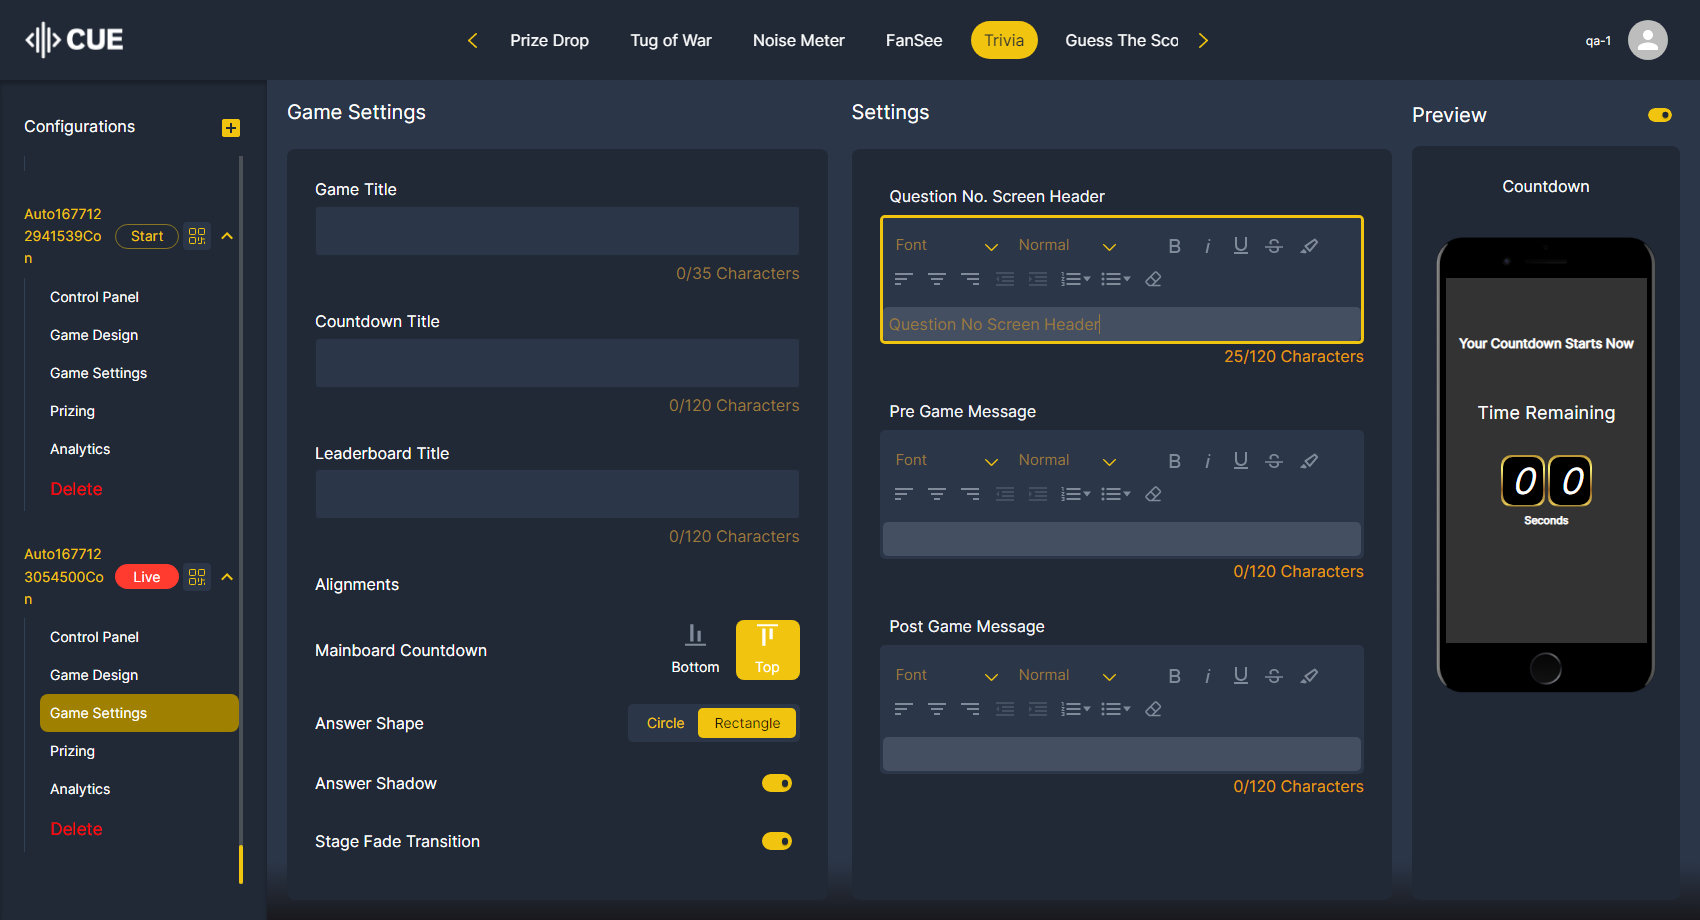 CUE
Prize Drop
Tug of War
Noise Meter
FanSee
Trivia
Guess The Sco
qa-1
Configurations
Auto167712
2941539Co
n
Start
Control Panel
Game Design
Game Settings
Prizing
Analytics
Delete
Auto167712
3054500Co
n
Live
Control Panel
Game Design
Game Settings
Prizing
Analytics
Delete
Game Settings
Game Title
0/35 Characters
Countdown Title
0/120 Characters
Leaderboard Title
0/120 Characters
Alignments
Mainboard Countdown
Bottom
Top
Answer Shape
Circle
Rectangle
Answer Shadow
Stage Fade Transition
Settings
Question No. Screen Header
Font
Normal
B
i
U
S
Question No Screen Header
25/120 Characters
Pre Game Message
Font
Normal
B
i
U
S
0/120 Characters
Post Game Message
Font
Normal
B
i
U
S
0/120 Characters
Preview
Countdown
Your Countdown Starts Now
Time Remaining
0 0
Seconds